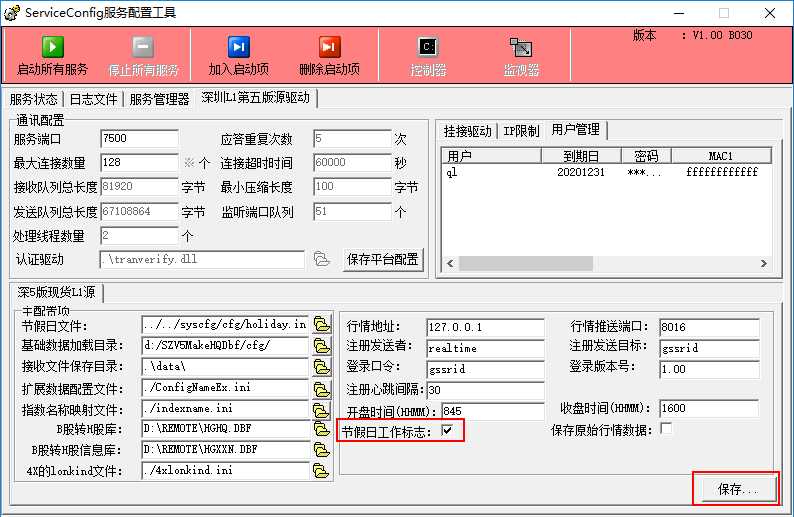 ServiceConfig服务配置工具
启动所有服务 停止所有服务 加入启动项 删除启动项 控制器 监视器 版本 : V1.00 B030
服务状态 日志文件 服务管理器 深圳L1第五版源驱动
通讯配置
服务端口 7500 应答重复次数 5 次
最大连接数量 128 ※ 个 连接超时时间 60000 秒
接收队列总长度 81920 字节 最小压缩长度 100 字节
发送队列总长度 67108864 字节 监听端口队列 51 个
处理线程数量 2 个
认证驱动 .\tranverify.dll 保存平台配置
挂接驱动 IP限制 用户管理
用户 到期日 密码 MAC1
ql 20201231 ***... ffffffffffff
深5版现货L1源
主配置项
节假日文件: ../../syscfg/cfg/holiday.in
基础数据加载目录: d:/SZV5MakeHQDbf/cfg/
接收文件保存目录: .\data\
扩展数据配置文件: ./ConfigNameEx.ini
指数名称映射文件: ./indexname.ini
B股转H股库: D:\REMOTE\HGHQ.DBF
B股转H股信息库: D:\REMOTE\HGXXN.DBF
4X的lonkind文件: ./4xlonkind.ini
行情地址: 127.0.0.1 行情推送端口: 8016
注册发送者: realtime 注册发送目标: gssrid
登录口令: gssrid 登录版本号: 1.00
注册心跳间隔: 30
开盘时间(HHMM): 845 收盘时间(HHMM): 1600
节假日工作标志: 保存原始行情数据:
保存...